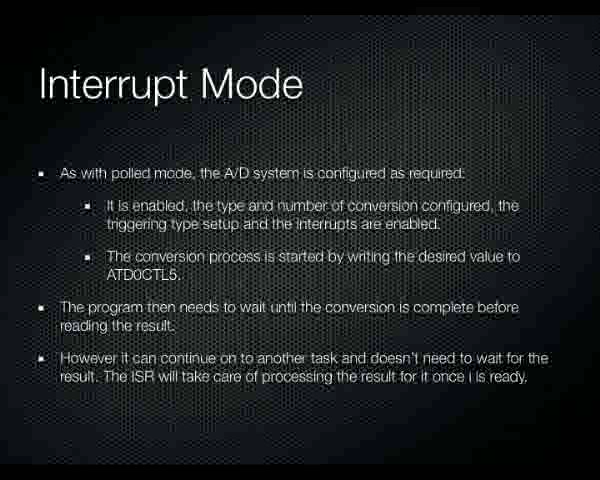 Interrupt Mode
As with polled mode, the A/D system is configured as required:
It is enabled, the type and number of conversion configured, the
triggering type setup and the interrupts are enabled.
The conversion process is started by writing the desired value to
ATD0CTL5.
The program then needs to wait until the conversion is complete before
reading the result.
However it can continue on to another task and doesn't need to wait for the
result. The ISR will take care of processing the result for it once i is ready.